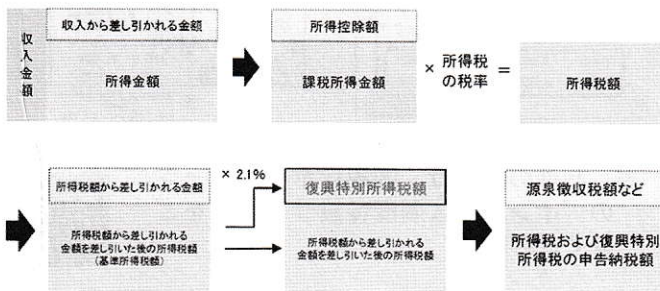 収入金額
収入から差し引かれる金額
所得金額
所得控除額
課税所得金額
× 所得税
の税率 =
所得税額
所得税額から差し引かれる金額
所得税額から差し引かれる
金額を差し引いた後の所得税額
(基準所得税額)
× 2.1%
復興特別所得税額
所得税額から差し引かれる
金額を差し引いた後の所得税額
源泉徴収税額など
所得税および復興特別
所得税の申告納税額